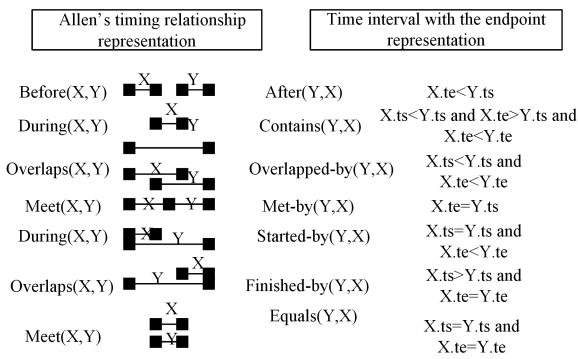 Allen's timing relationship
representation
Time interval with the endpoint
representation
Before(X,Y)
X
Y
After(Y,X)
X.te<Y.ts
During(X,Y)
X
Y
Contains(Y,X)
X.ts<Y.ts and X.te>Y.ts and
X.te<Y.te
Overlaps(X,Y)
X
Y
Overlapped-by(Y,X)
X.ts<Y.ts and
X.te<Y.te
Meet(X,Y)
X
Y
Met-by(Y,X)
X.te=Y.ts
During(X,Y)
X
Y
Started-by(Y,X)
X.ts=Y.ts and
X.te<Y.te
Overlaps(X,Y)
X
Y
Finished-by(Y,X)
X.ts>Y.ts and
X.te=Y.te
Meet(X,Y)
X
Y
Equals(Y,X)
X.ts=Y.ts and
X.te=Y.te